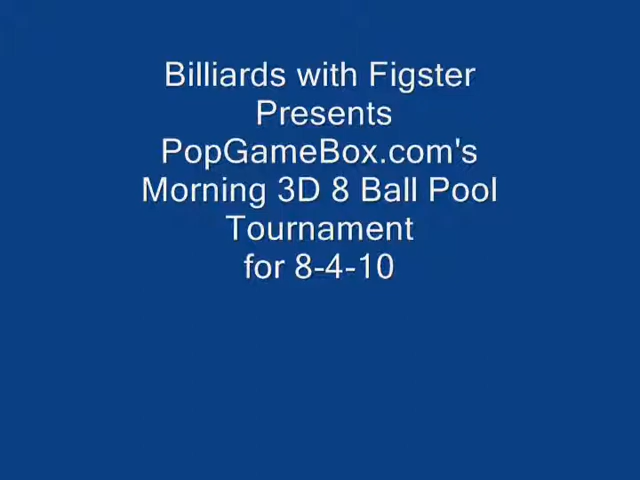 Billiards with Figster
Presents
PopGameBox.com's
Morning 3D 8 Ball Pool
Tournament
for 8-4-10